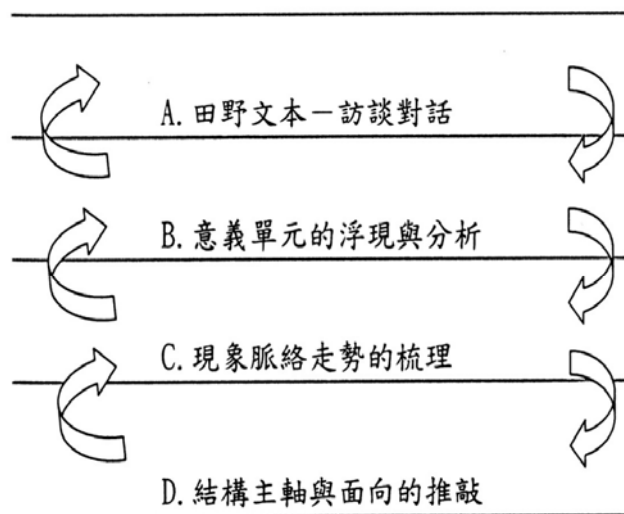 A.田野文本－訪談對話
B.意義單元的浮現與分析
C.現象脈絡走勢的梳理
D.結構主軸與面向的推敲